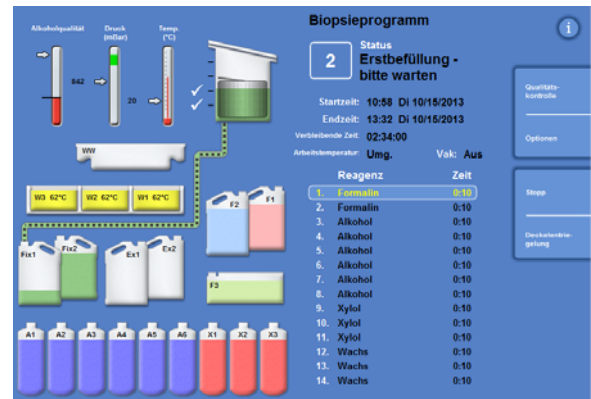 Alkoholqualität
Druck
(mBar)
Temp.
(°C)
842
20
WW
W3 62°C
W2 62°C
W1 62°C
F2
F1
Fix1
Fix2
Ex1
Ex2
F3
A1
A2
A3
A4
A5
A6
X1
X2
X3
Biopsieprogramm
i
2
Status
Erstbefüllung -
bitte warten
Startzeit: 10:58 Di 10/15/2013
Endzeit: 13:32 Di 10/15/2013
Verbleibende Zeit: 02:34:00
Arbeitstemperatur: Umg. Vak: Aus
Reagenz Zeit
1. Formalin 0:10
2. Formalin 0:10
3. Alkohol 0:10
4. Alkohol 0:10
5. Alkohol 0:10
6. Alkohol 0:10
7. Alkohol 0:10
8. Alkohol 0:10
9. Xylol 0:10
10. Xylol 0:10
11. Xylol 0:10
12. Wachs 0:10
13. Wachs 0:10
14. Wachs 0:10
Qualitäts-
kontrolle
Optionen
Stopp
Deckelentrie-
gelung